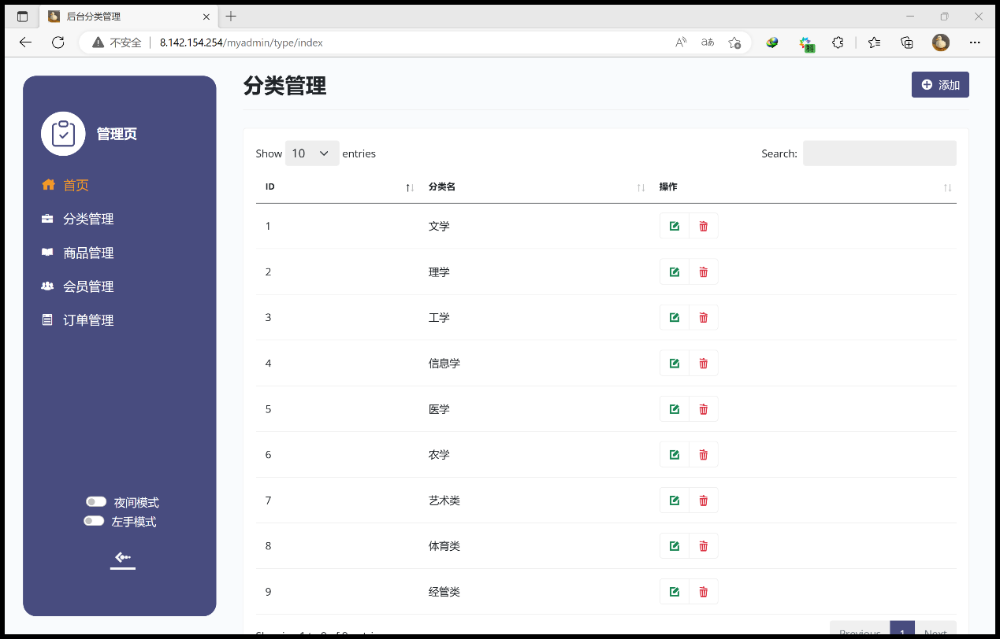 后台分类管理
不安全 8.142.154.254/myadmin/type/index
管理页
首页
分类管理
商品管理
会员管理
订单管理
夜间模式
左手模式
分类管理
添加
Show 10 entries
Search:
ID 分类名 操作
1 文学
2 理学
3 工学
4 信息学
5 医学
6 农学
7 艺术类
8 体育类
9 经管类
Previous 1 Next